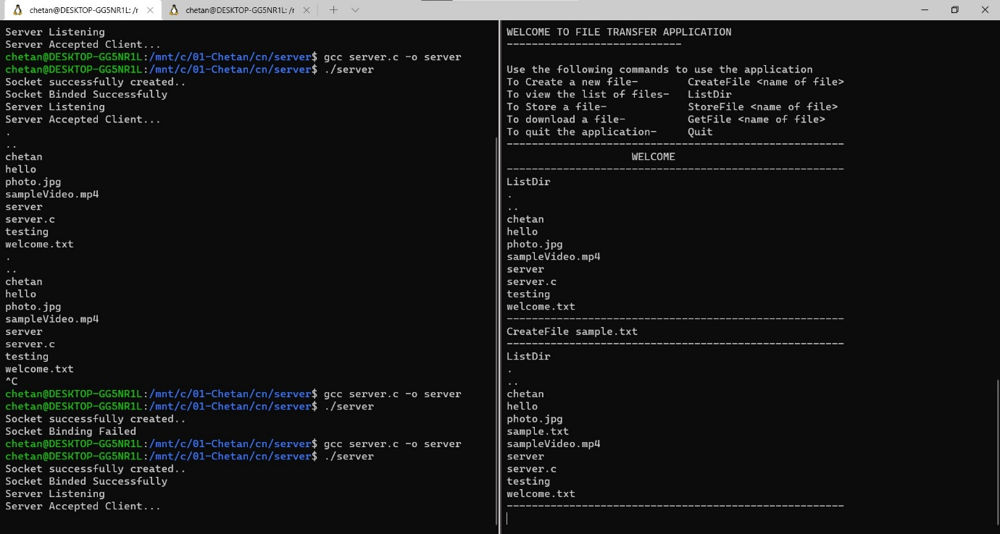 chetan@DESKTOP-GG5NR1L: /r
chetan@DESKTOP-GG5NR1L: /r
Server Listening
Server Accepted Client...
chetan@DESKTOP-GG5NR1L:/mnt/c/01-Chetan/cn/server$ gcc server.c -o server
chetan@DESKTOP-GG5NR1L:/mnt/c/01-Chetan/cn/server$ ./server
Socket successfully created..
Socket Binded Successfully
Server Listening
Server Accepted Client...
.
..
chetan
hello
photo.jpg
sampleVideo.mp4
server
server.c
testing
welcome.txt
.
..
chetan
hello
photo.jpg
sampleVideo.mp4
server
server.c
testing
welcome.txt
^C
chetan@DESKTOP-GG5NR1L:/mnt/c/01-Chetan/cn/server$ gcc server.c -o server
chetan@DESKTOP-GG5NR1L:/mnt/c/01-Chetan/cn/server$ ./server
Socket successfully created..
Socket Binding Failed
chetan@DESKTOP-GG5NR1L:/mnt/c/01-Chetan/cn/server$ gcc server.c -o server
chetan@DESKTOP-GG5NR1L:/mnt/c/01-Chetan/cn/server$ ./server
Socket successfully created..
Socket Binded Successfully
Server Listening
Server Accepted Client...
WELCOME TO FILE TRANSFER APPLICATION
----------------------------
Use the following commands to use the application
To Create a new file-        CreateFile <name of file>
To view the list of files-   ListDir
To Store a file-             StoreFile <name of file>
To download a file-          GetFile <name of file>
To quit the application-     Quit
------------------------------------------------------
                    WELCOME
------------------------------------------------------
ListDir
.
..
chetan
hello
photo.jpg
sampleVideo.mp4
server
server.c
testing
welcome.txt
------------------------------------------------------
CreateFile sample.txt
------------------------------------------------------
ListDir
.
..
chetan
hello
photo.jpg
sample.txt
sampleVideo.mp4
server
server.c
testing
welcome.txt
------------------------------------------------------